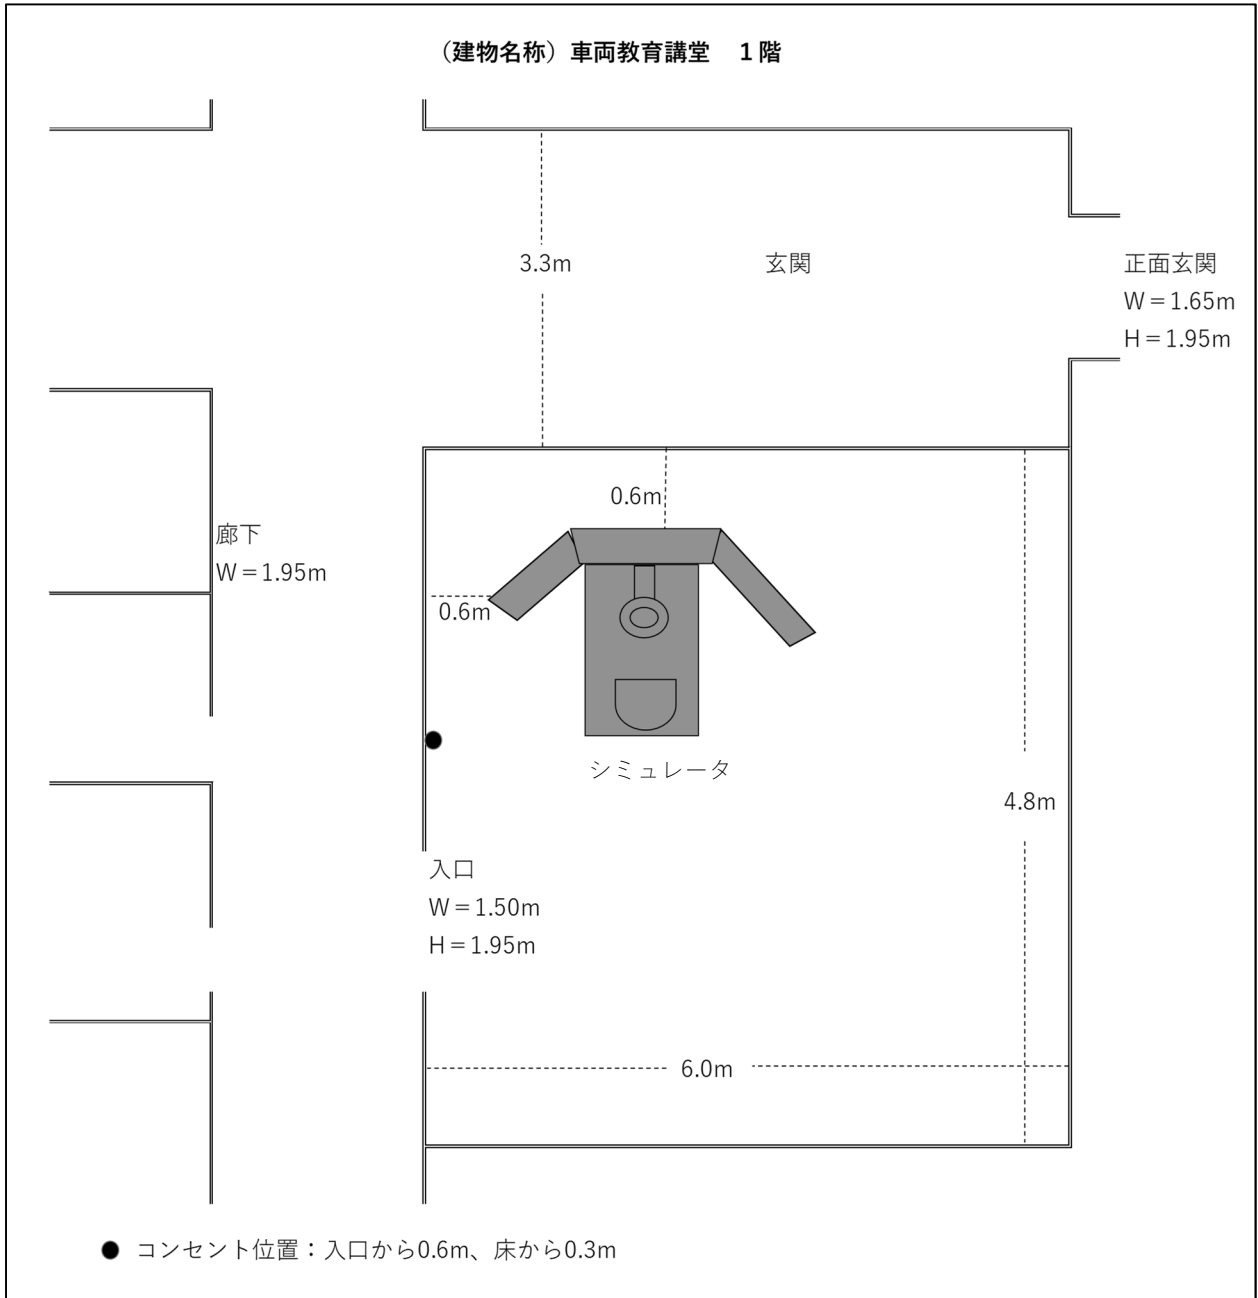 （建物名称）車両教育講堂　１階
3.3m
玄関
正面玄関
W＝1.65m
H＝1.95m
0.6m
廊下
W＝1.95m
0.6m
シミュレータ
4.8m
入口
W＝1.50m
H＝1.95m
6.0m
● コンセント位置：入口から0.6m、床から0.3m